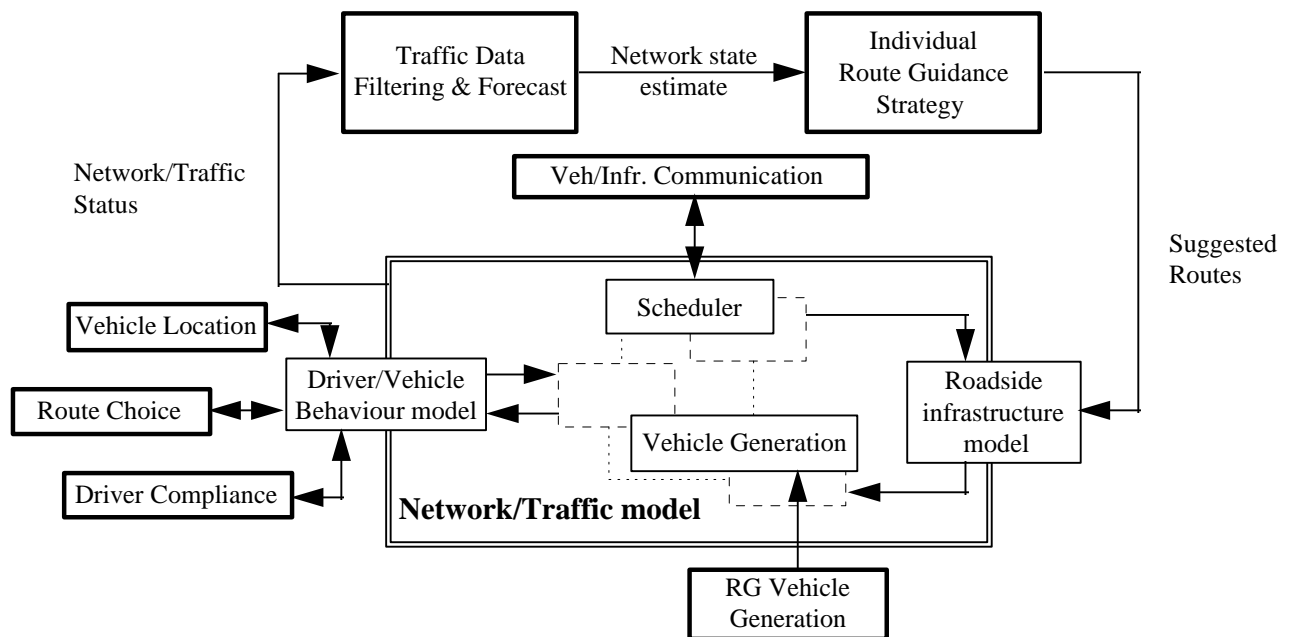 Traffic Data
Filtering & Forecast
Network state
estimate
Individual
Route Guidance
Strategy
Network/Traffic
Status
Veh/Infr. Communication
Suggested
Routes
Scheduler
Vehicle Location
Driver/Vehicle
Behaviour model
Route Choice
Roadside
infrastructure
model
Vehicle Generation
Driver Compliance
Network/Traffic model
RG Vehicle
Generation